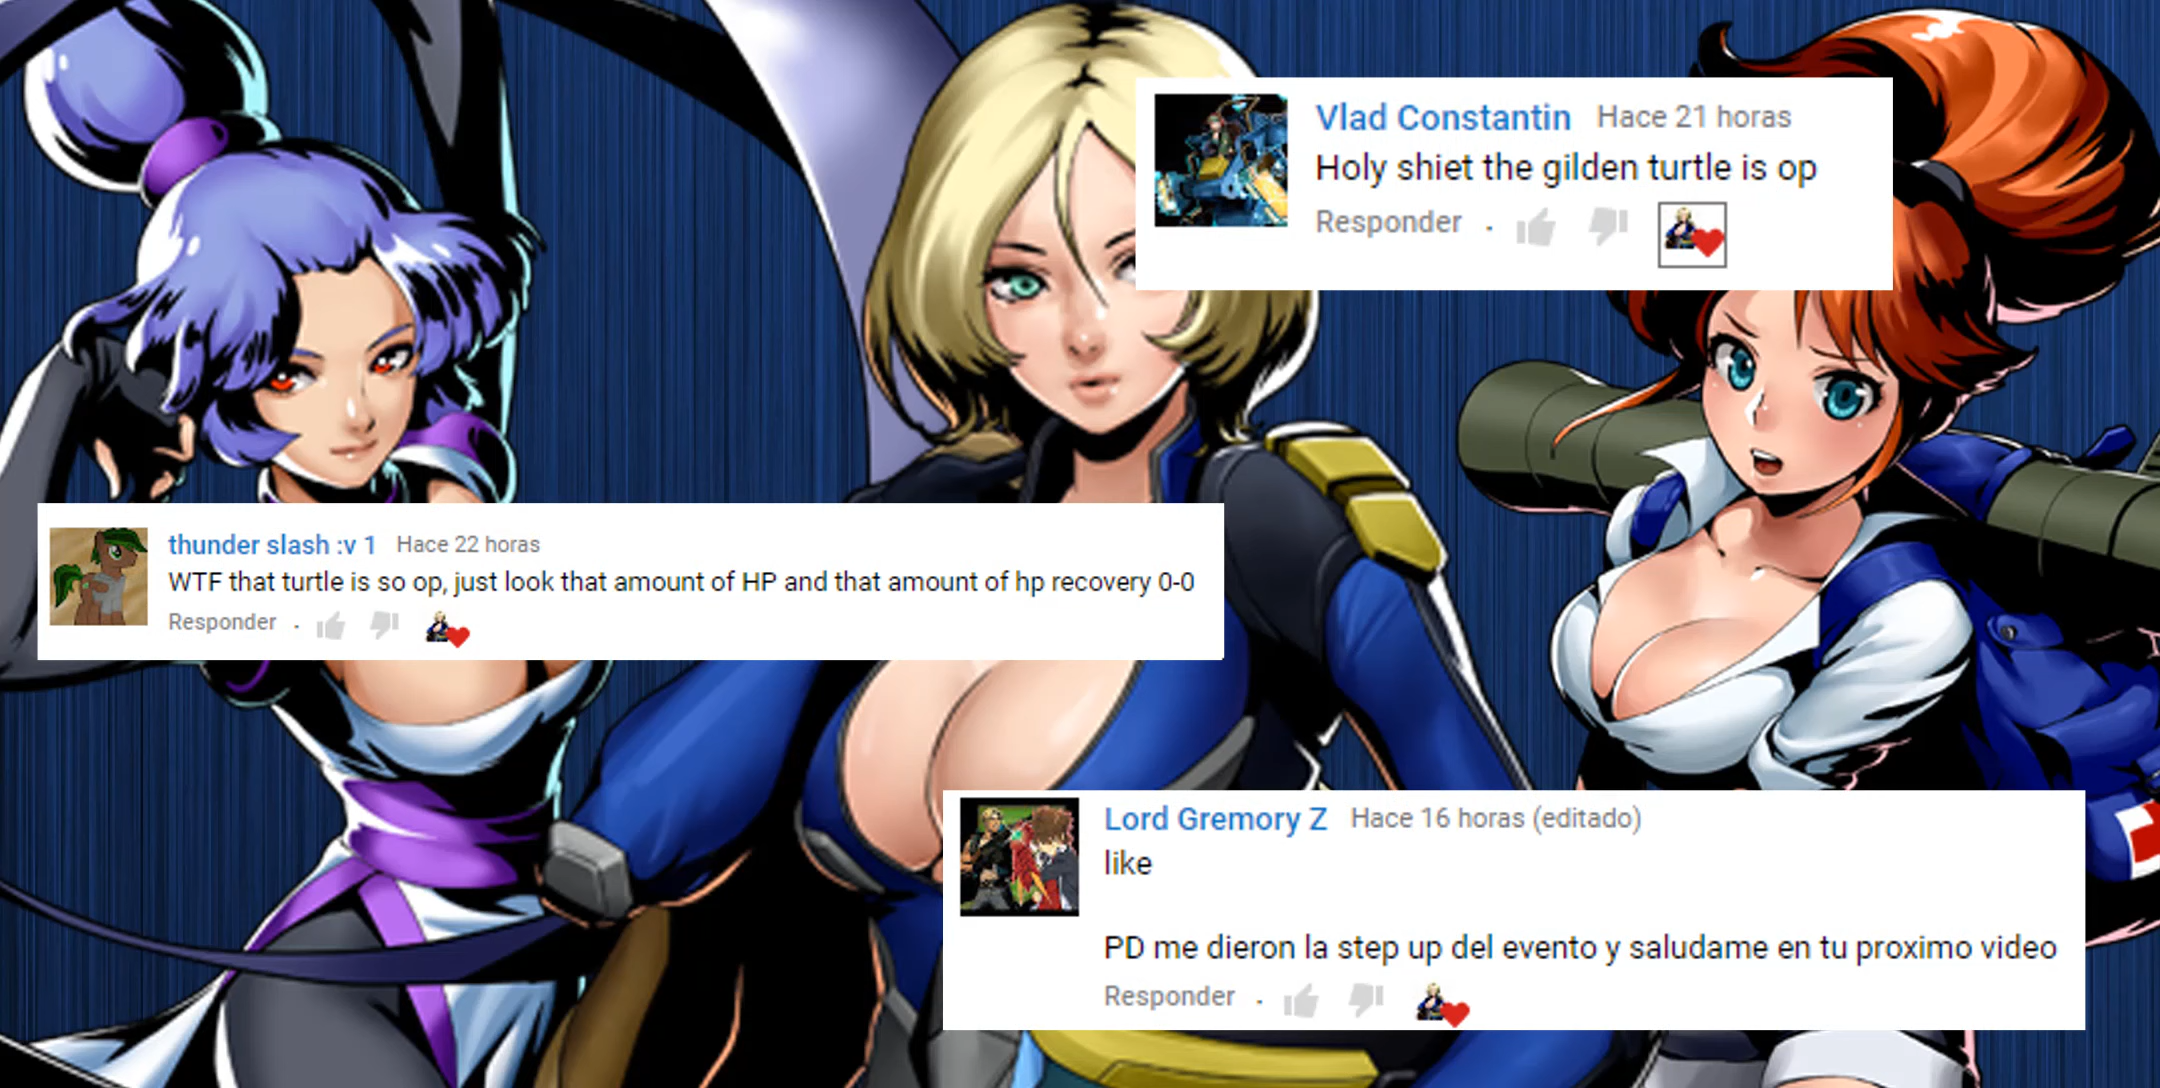 Vlad Constantin Hace 21 horas
Holy shiet the gilden turtle is op
Responder .
thunder slash :v 1 Hace 22 horas
WTF that turtle is so op, just look that amount of HP and that amount of hp recovery 0-0
Responder .
Lord Gremory Z Hace 16 horas (editado)
like
PD me dieron la step up del evento y saludame en tu proximo video
Responder .